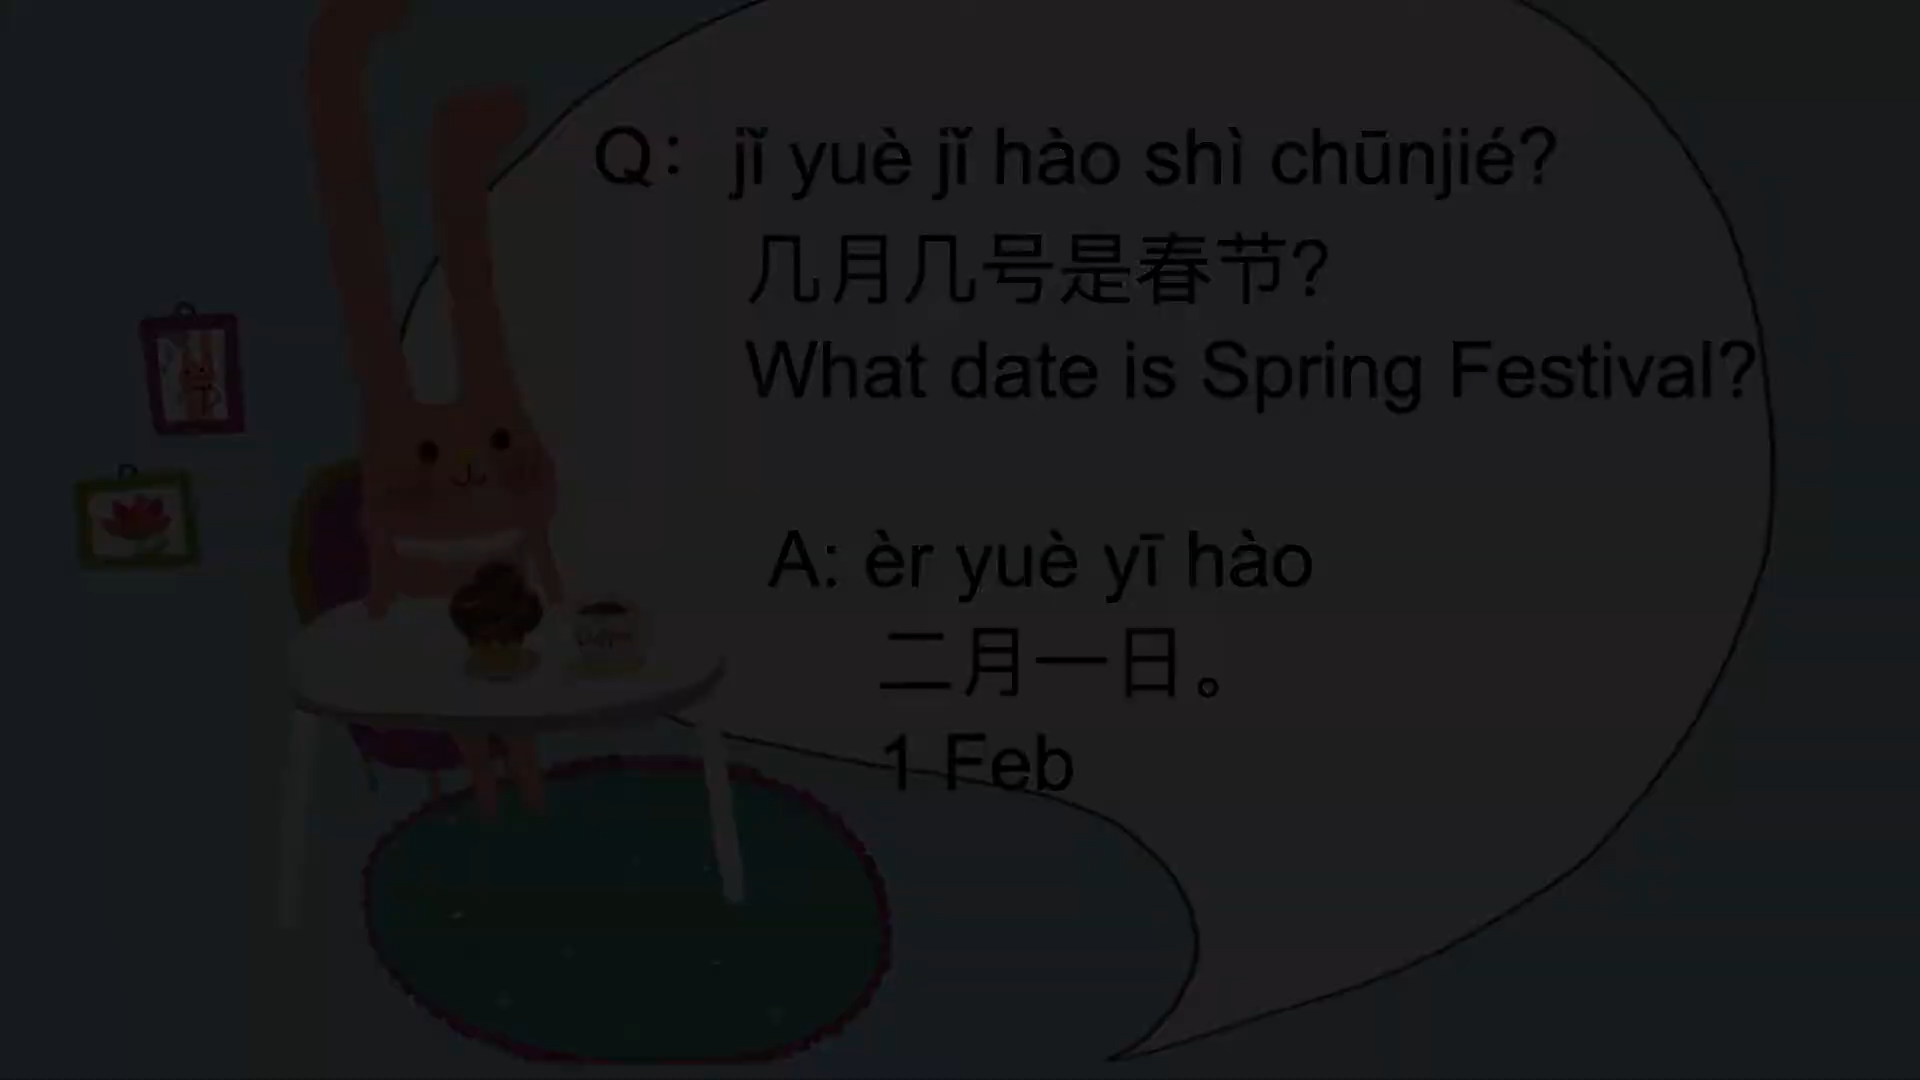 Q: jǐ yuè jǐ hào shì chūnjié?
几月几号是春节?
What date is Spring Festival?
A: èr yuè yī hào
二月一日。
1 Feb